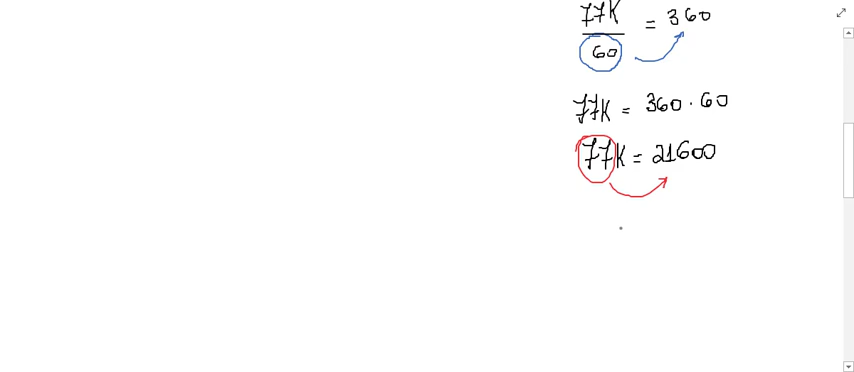 77K
60
= 360
77K = 360 · 60
77K = 21600